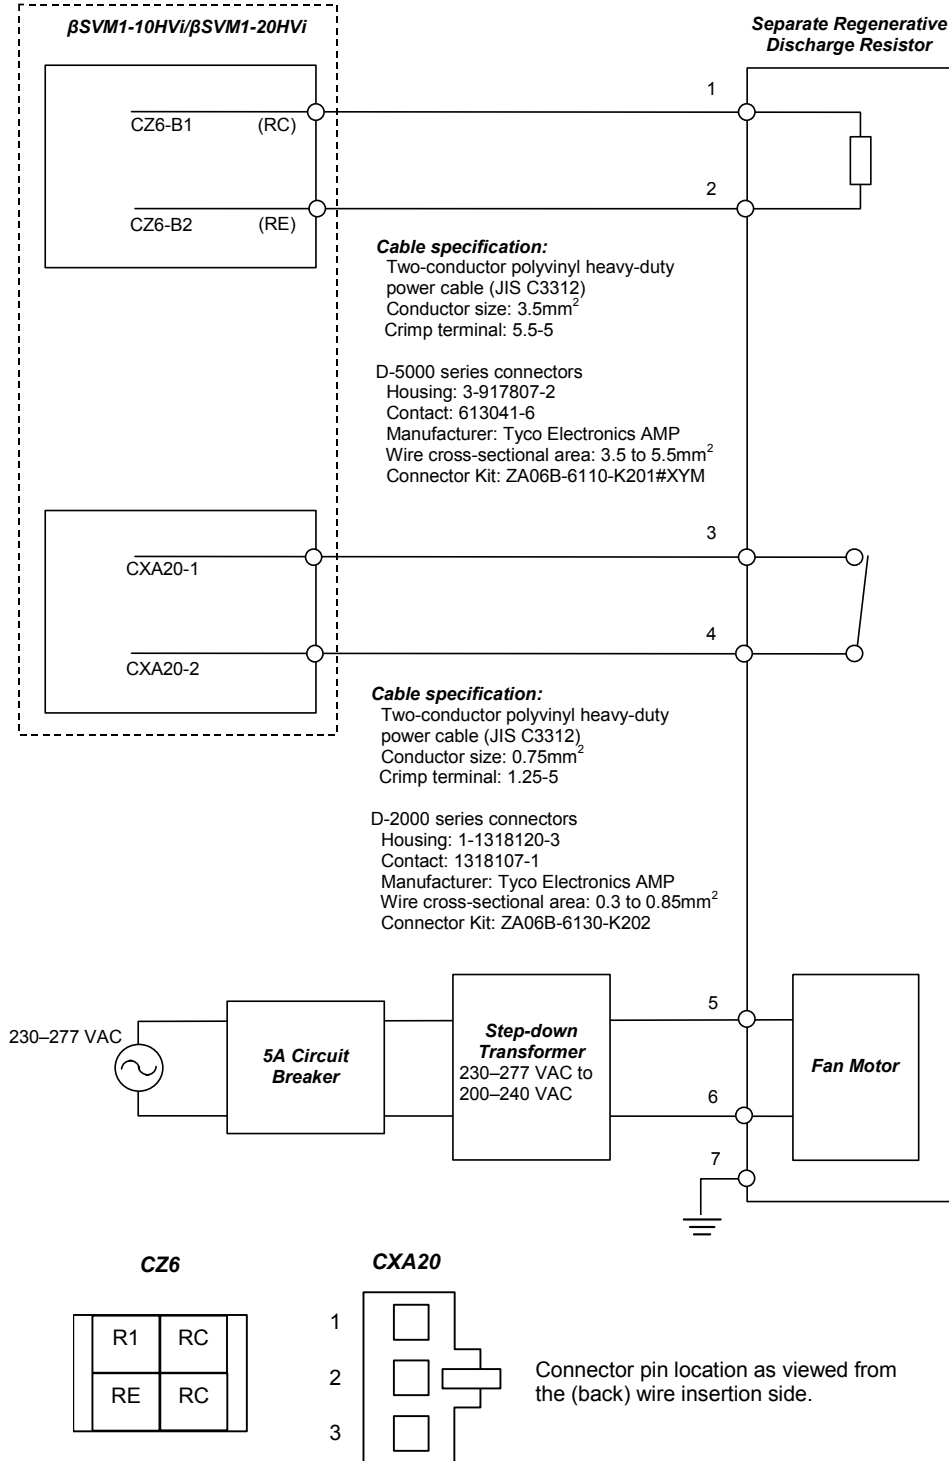 βSVM1-10HVi/βSVM1-20HVi
Separate Regenerative
Discharge Resistor
1
CZ6-B1 (RC)
2
CZ6-B2 (RE)
Cable specification:
Two-conductor polyvinyl heavy-duty
power cable (JIS C3312)
Conductor size: 3.5mm²
Crimp terminal: 5.5-5
D-5000 series connectors
Housing: 3-917807-2
Contact: 613041-6
Manufacturer: Tyco Electronics AMP
Wire cross-sectional area: 3.5 to 5.5mm²
Connector Kit: ZA06B-6110-K201#XYM
3
CXA20-1
4
CXA20-2
Cable specification:
Two-conductor polyvinyl heavy-duty
power cable (JIS C3312)
Conductor size: 0.75mm²
Crimp terminal: 1.25-5
D-2000 series connectors
Housing: 1-1318120-3
Contact: 1318107-1
Manufacturer: Tyco Electronics AMP
Wire cross-sectional area: 0.3 to 0.85mm²
Connector Kit: ZA06B-6130-K202
230–277 VAC
5A Circuit
Breaker
Step-down
Transformer
230–277 VAC to
200–240 VAC
5
6
7
Fan Motor
CZ6
R1 RC
RE RC
CXA20
1
2
3
Connector pin location as viewed from
the (back) wire insertion side.